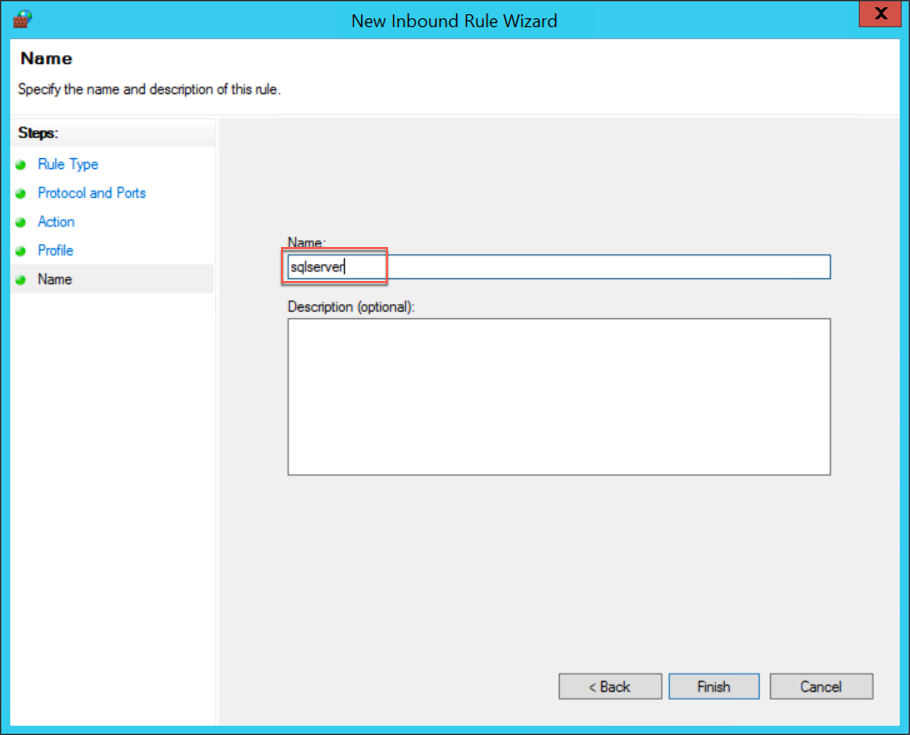 New Inbound Rule Wizard
X
Name
Specify the name and description of this rule.
Steps:
Rule Type
Protocol and Ports
Action
Profile
Name
Name:
sqlserver
Description (optional):
< Back
Finish
Cancel